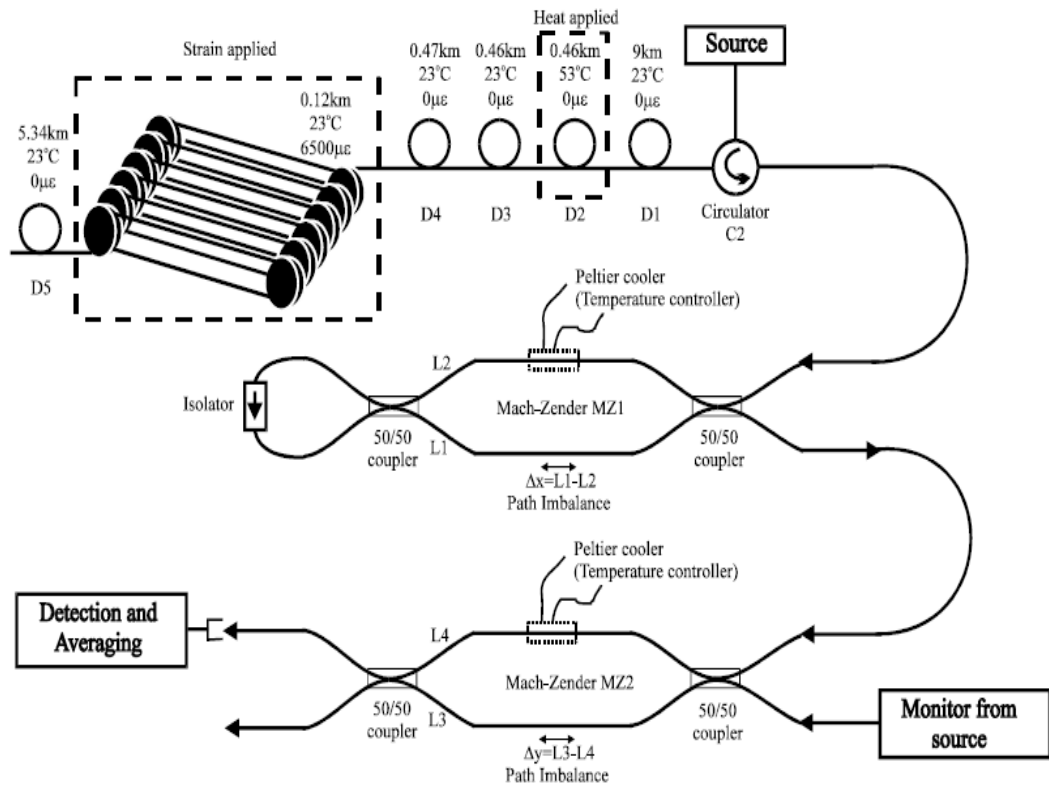 Heat applied
Source
Strain applied
0.47km
23°C
0µε
0.46km
23°C
0µε
0.46km
53°C
0µε
9km
23°C
0µε
0.12km
23°C
6500µε
5.34km
23°C
0µε
D5
D4
D3
D2
D1
Circulator
C2
Peltier cooler
(Temperature controller)
L2
Isolator
Mach-Zender MZ1
50/50
coupler
L1
50/50
coupler
Δx=L1-L2
Path Imbalance
Peltier cooler
(Temperature controller)
Detection and
Averaging
L4
Mach-Zender MZ2
50/50
coupler
L3
50/50
coupler
Monitor from
source
Δy=L3-L4
Path Imbalance